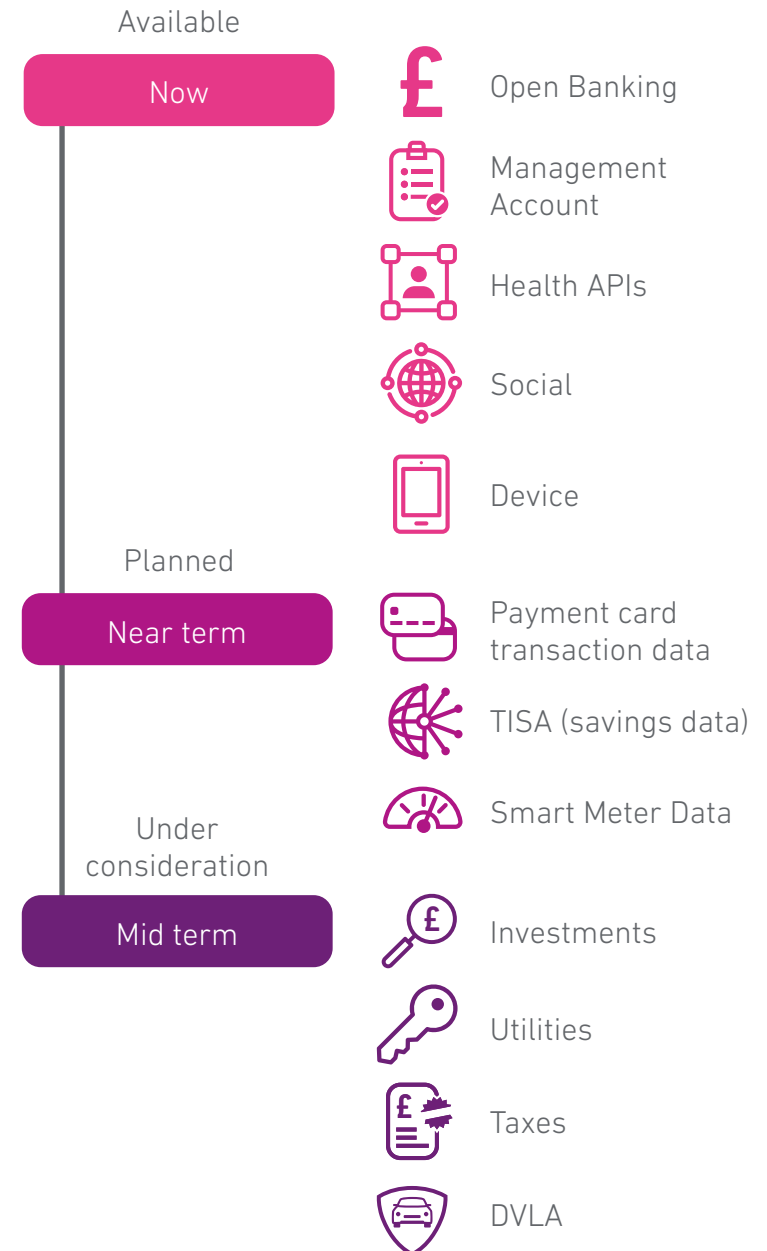 Available
Now
£
Open Banking
Management
Account
Health APIs
Social
Device
Planned
Near term
Payment card
transaction data
TISA (savings data)
Smart Meter Data
Under
consideration
Mid term
£
Investments
Utilities
£
Taxes
DVLA